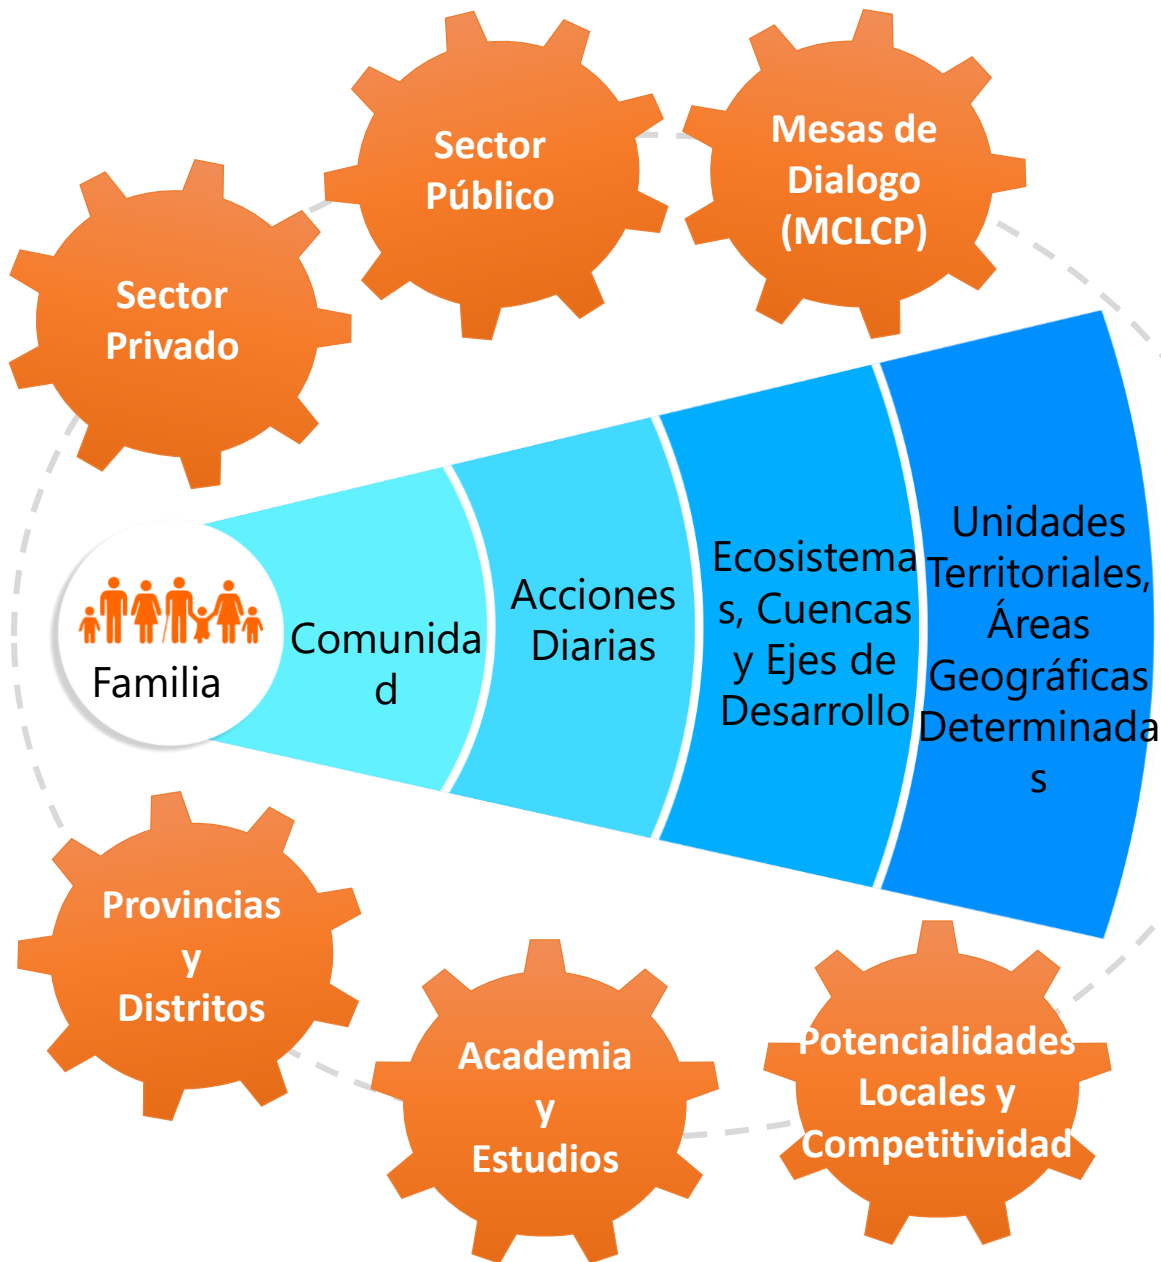 Sector
Público
Mesas de
Dialogo
(MCLCP)
Sector
Privado
Familia
Comunida
d
Acciones
Diarias
Ecosistema
s, Cuencas
y Ejes de
Desarrollo
Unidades
Territoriales,
Áreas
Geográficas
Determinada
s
Provincias
y
Distritos
Academia
y
Estudios
Potencialidades
Locales y
Competitividad